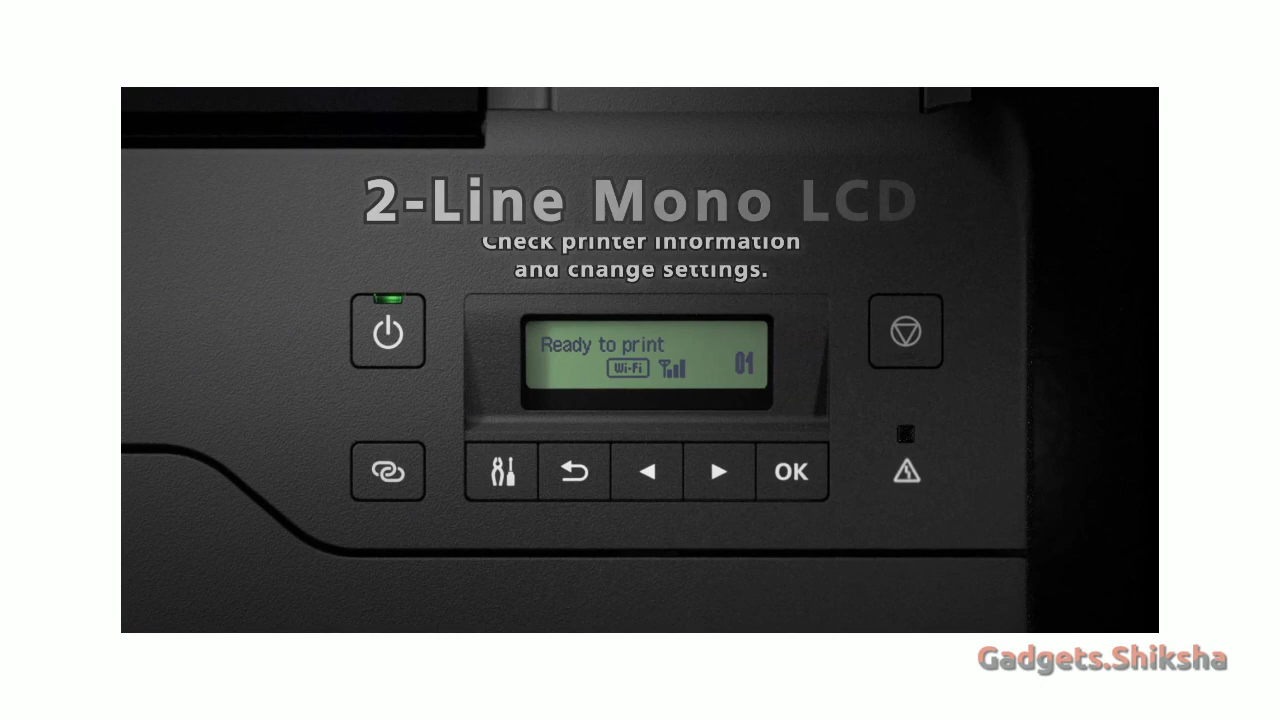 2-Line Mono LCD
Check printer information
and change settings.
Ready to print
Wi-Fi
01
OK
Gadgets.Shiksha